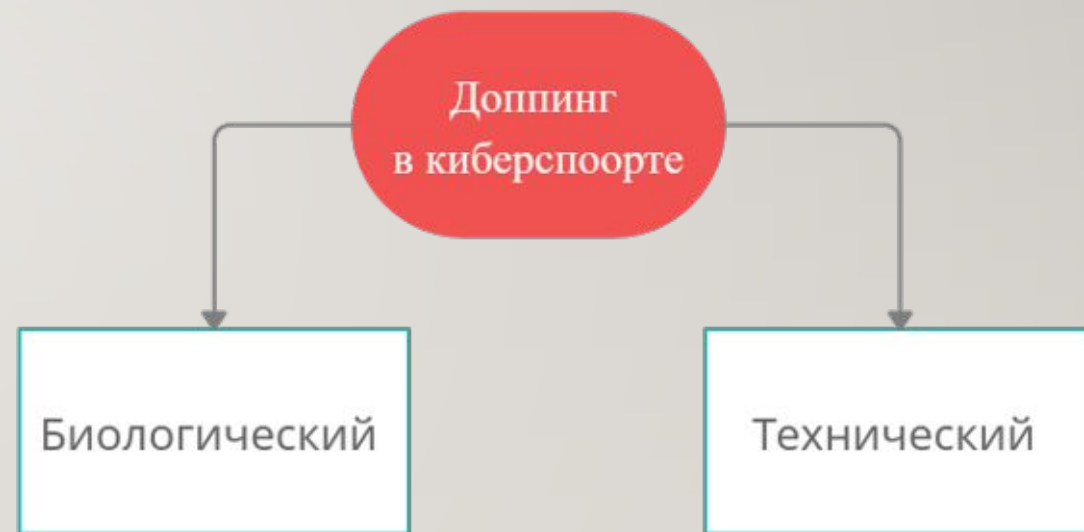 Доппинг
в киберспоорте
Биологический
Технический